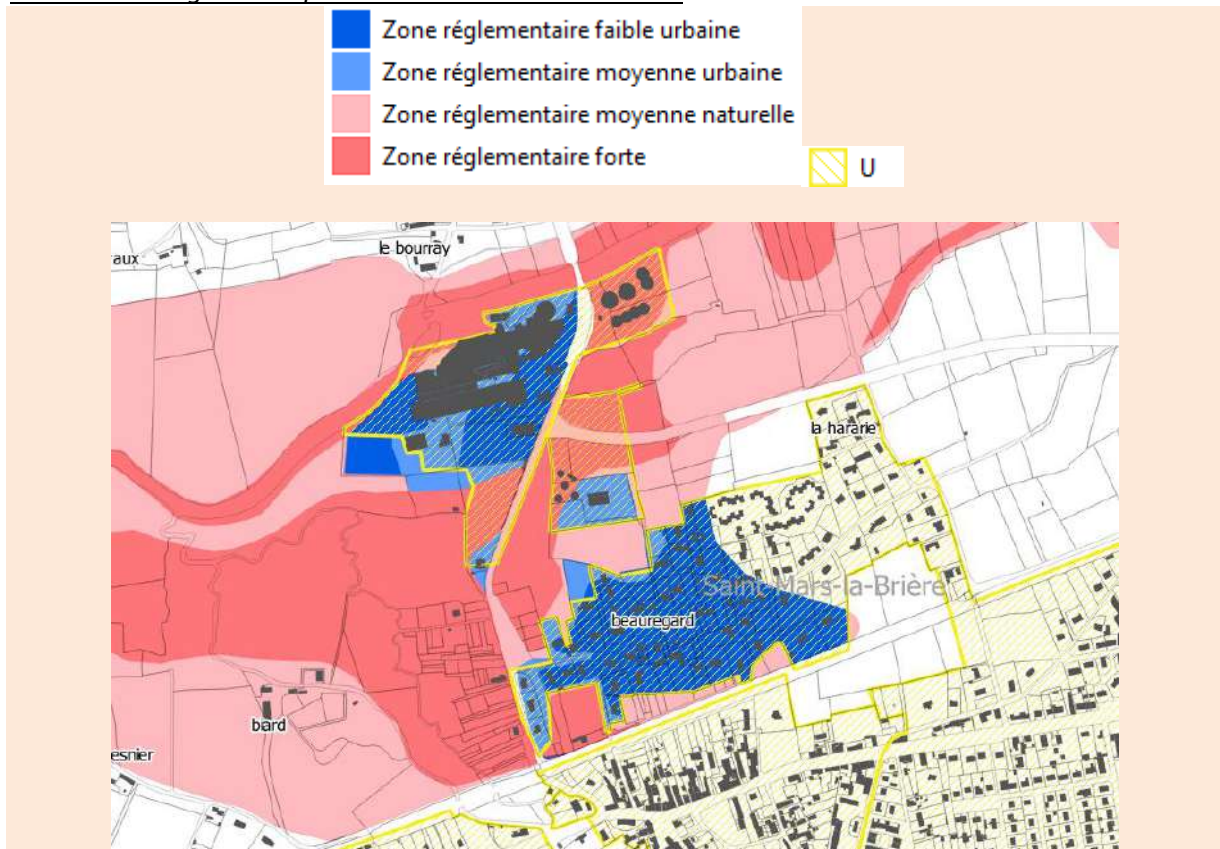 Zone réglementaire faible urbaine
Zone réglementaire moyenne urbaine
Zone réglementaire moyenne naturelle
Zone réglementaire forte
U
le bourray
aux
la hararie
Saint-Mars-la-Brière
beauregard
biard
esnier